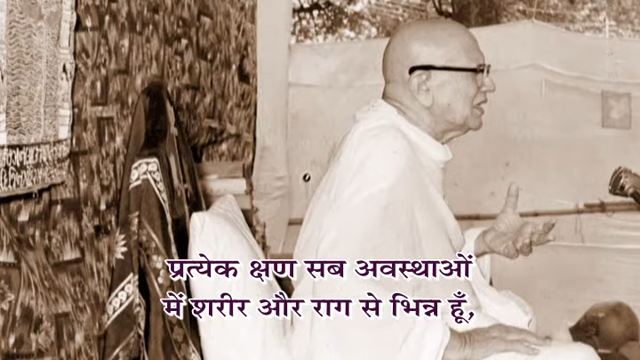 प्रत्येक क्षण सब अवस्थाओं
में शरीर और राग से भिन्न हूँ,